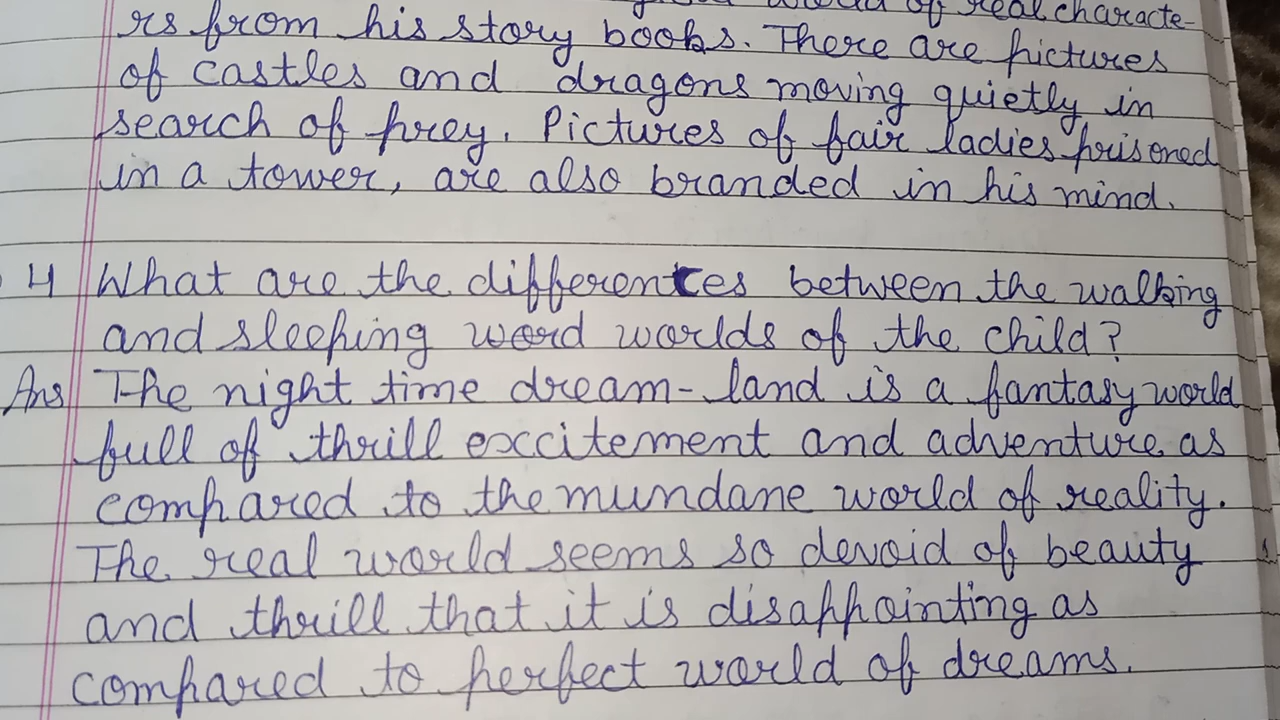 of real characte-
rs from his story books. There are pictures
of castles and dragons moving quietly in
search of prey. Pictures of fair ladies prisoned
in a tower, are also branded in his mind.
4 What are the differences between the walking
and sleeping word worlds of the child?
Ans The night time dream-land is a fantasy world
full of thrill excitement and adventure as
compared to the mundane world of reality.
The real world seems so devoid of beauty
and thrill that it is disappointing as
compared to perfect world of dreams.